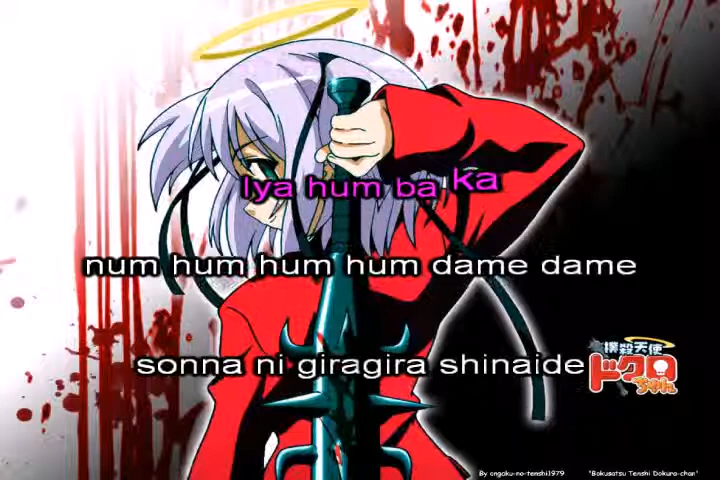 Iya hum ba ka
num hum hum hum dame dame
sonna ni giragira shinaide
撲殺天使
ドクロ
ちゃん
By ongaku-no-tenshi1979 "Bokusatsu Tenshi Dokuro-chan"